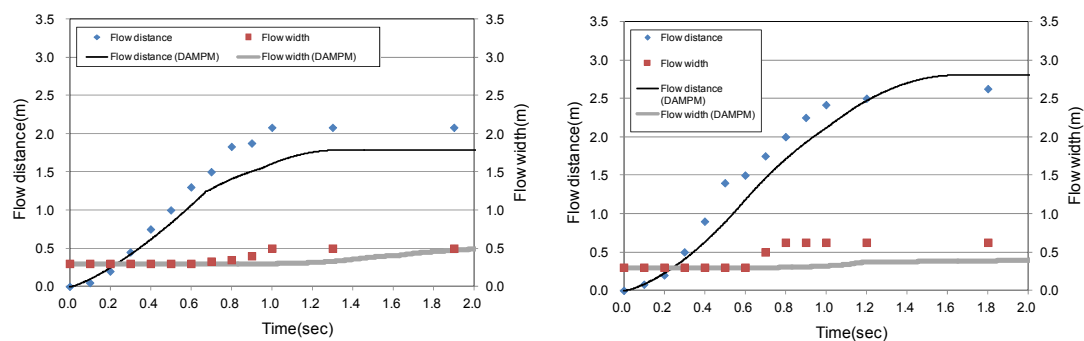 3.5
3.0
2.5
2.0
1.5
1.0
0.5
0.0
Flow distance(m)
Flow distance
Flow width
Flow distance (DAMPM)
Flow width (DAMPM)
3.5
3.0
2.5
2.0
1.5
1.0
0.5
0.0
Flow width(m)
0.0 0.2 0.4 0.6 0.8 1.0 1.2 1.4 1.6 1.8 2.0
Time(sec)
3.5
3.0
2.5
2.0
1.5
1.0
0.5
0.0
Flow distance(m)
Flow distance
Flow width
Flow distance
(DAMPM)
Flow width (DAMPM)
3.5
3.0
2.5
2.0
1.5
1.0
0.5
0.0
Flow width(m)
0.0 0.2 0.4 0.6 0.8 1.0 1.2 1.4 1.6 1.8 2.0
Time(sec)